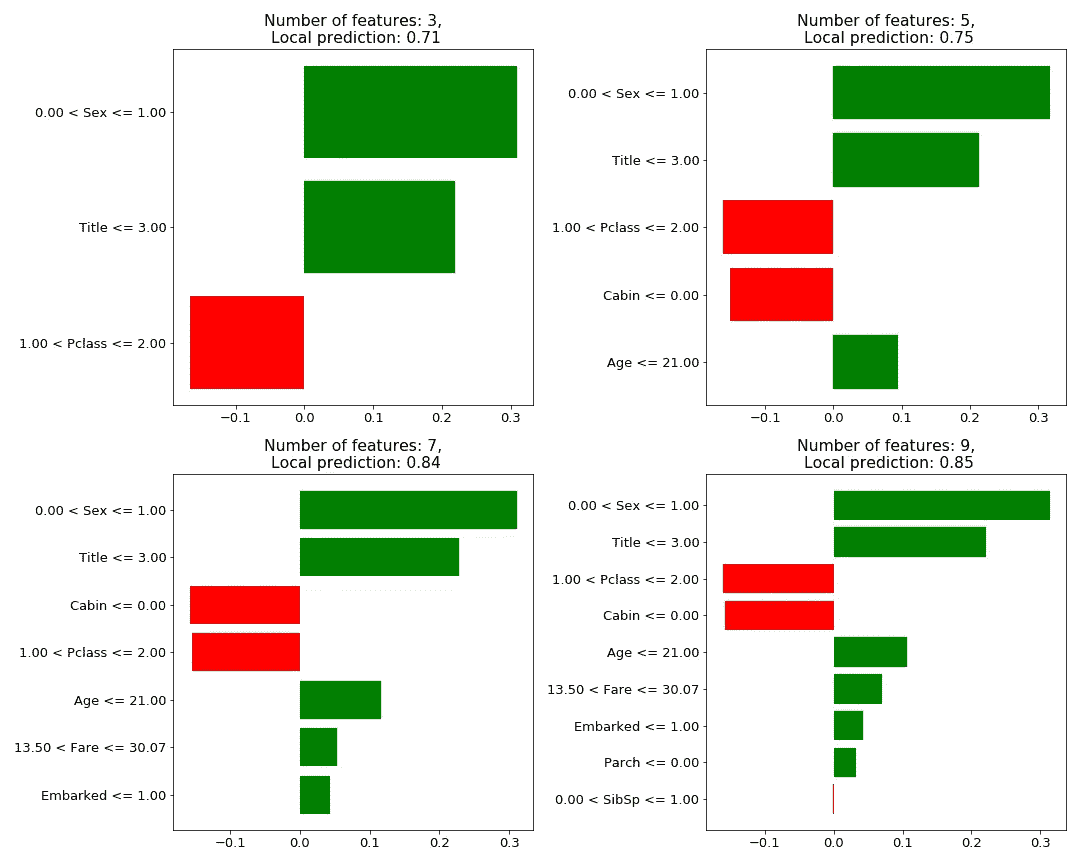 Number of features: 3,
Local prediction: 0.71
0.00 < Sex <= 1.00
Title <= 3.00
1.00 < Pclass <= 2.00
−0.1 0.0 0.1 0.2 0.3
Number of features: 5,
Local prediction: 0.75
0.00 < Sex <= 1.00
Title <= 3.00
1.00 < Pclass <= 2.00
Cabin <= 0.00
Age <= 21.00
−0.1 0.0 0.1 0.2 0.3
Number of features: 7,
Local prediction: 0.84
0.00 < Sex <= 1.00
Title <= 3.00
Cabin <= 0.00
1.00 < Pclass <= 2.00
Age <= 21.00
13.50 < Fare <= 30.07
Embarked <= 1.00
−0.1 0.0 0.1 0.2 0.3
Number of features: 9,
Local prediction: 0.85
0.00 < Sex <= 1.00
Title <= 3.00
1.00 < Pclass <= 2.00
Cabin <= 0.00
Age <= 21.00
13.50 < Fare <= 30.07
Embarked <= 1.00
Parch <= 0.00
0.00 < SibSp <= 1.00
−0.1 0.0 0.1 0.2 0.3